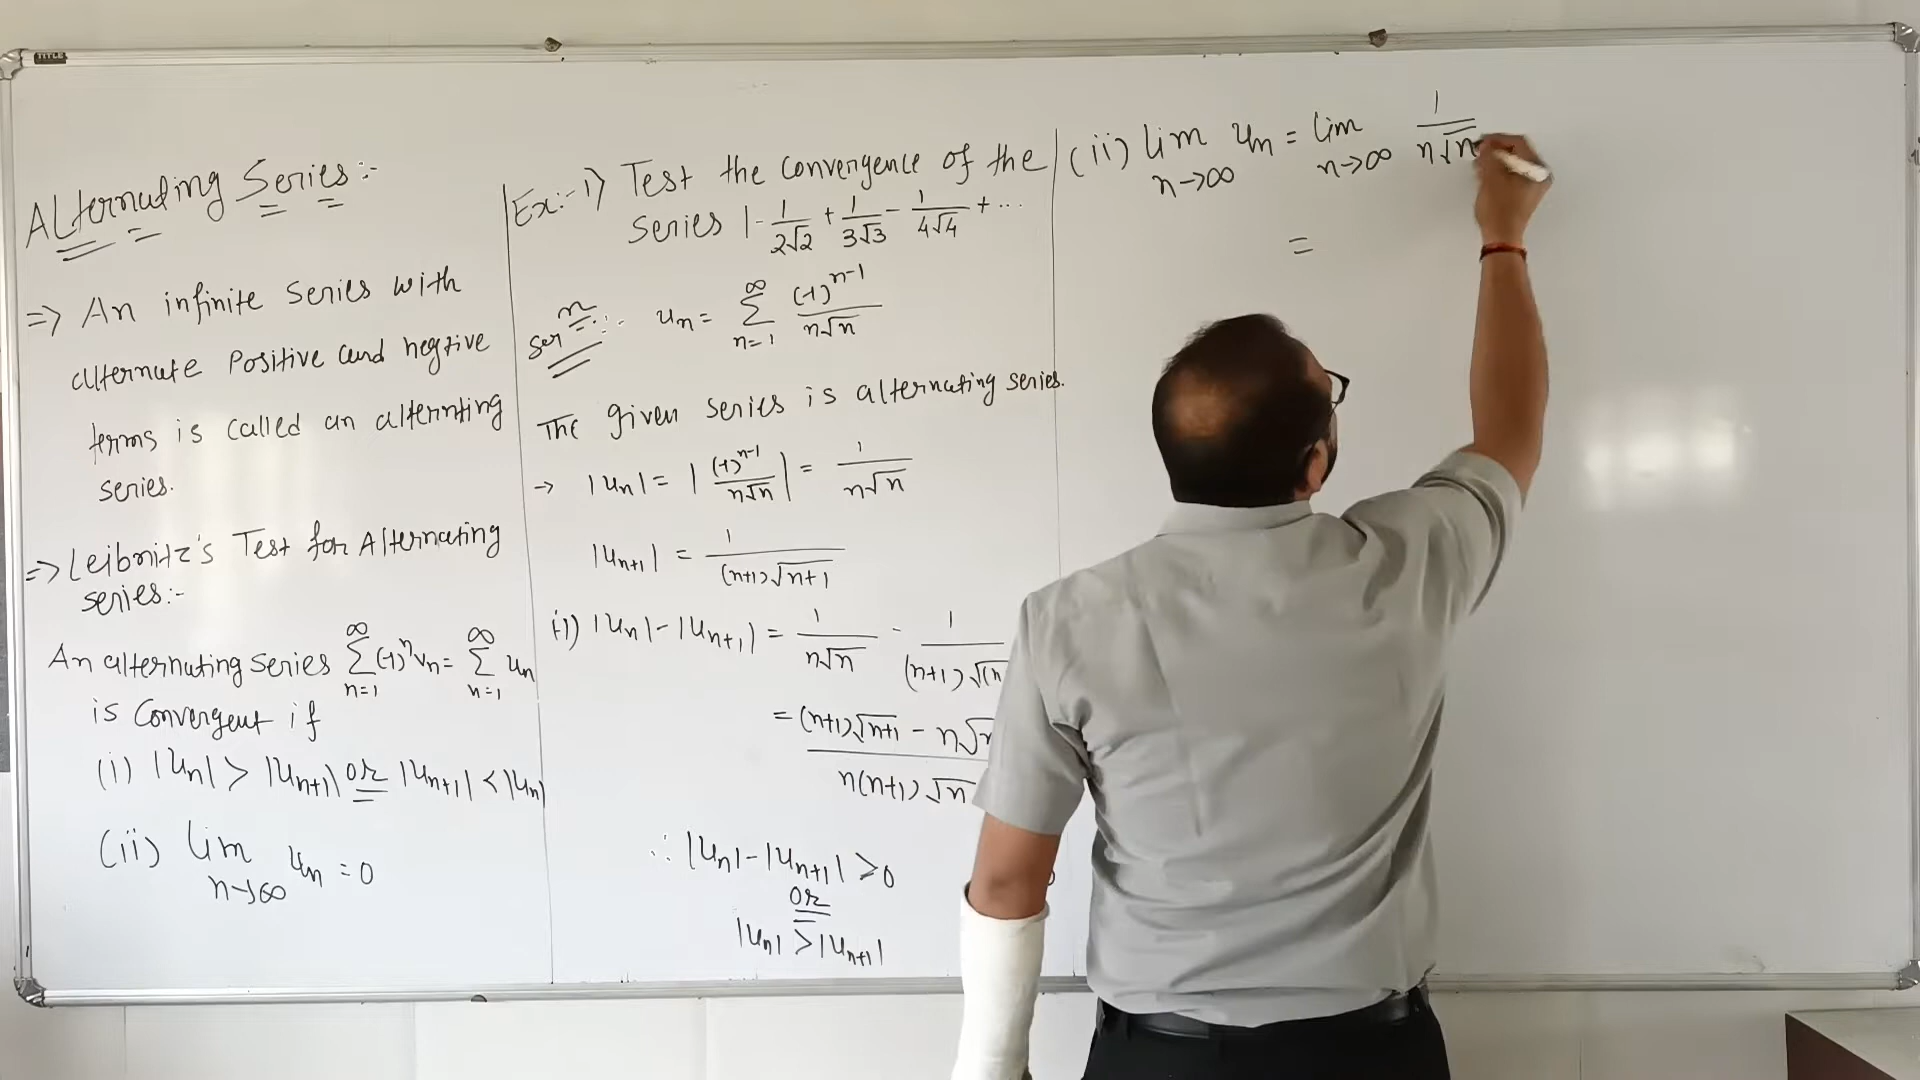 ALternating Series:-
=> An infinite series with
alternate Positive and negtive
terms is called an alternting
series.
=> Leibnitz's Test for Alternating
series:-
An alternating series ∑_{n=1}^{∞} (-1)^n v_n = ∑_{n=1}^{∞} u_n
is Convergent if
(i) |u_n| > |u_{n+1}| or |u_{n+1}| < |u_n|
(ii) lim_{n→∞} u_n = 0
Ex:-1) Test the convergence of the
series 1 - 1/(2√2) + 1/(3√3) - 1/(4√4) + ...
u_n = ∑_{n=1}^{∞} (-1)^{n-1}/(n√n)
The given series is alternating series.
→ |u_n| = |(-1)^{n-1}/(n√n)| = 1/(n√n)
|u_{n+1}| = 1/((n+1)√(n+1))
i) |u_n| - |u_{n+1}| = 1/(n√n) - 1/((n+1)√(n
= (n+1)√(n+1) - n√n
n(n+1)√n
∴ |u_n| - |u_{n+1}| > 0
or
|u_n| > |u_{n+1}|
(ii) lim_{n→∞} u_n = lim_{n→∞} 1/(n√n)
=